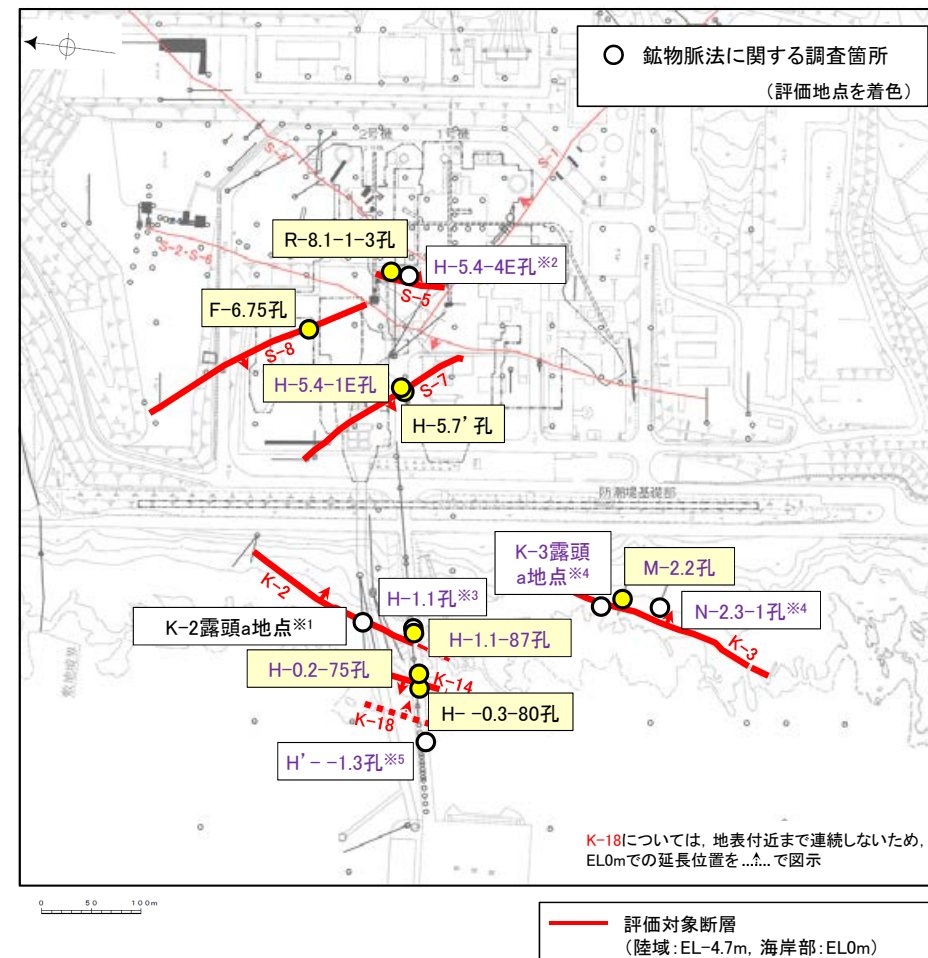 鉱物脈法に関する調査箇所
(評価地点を着色)
2号機
1号機
S-4
S-1
S-2・S-6
R-8.1-1-3孔
H-5.4-4E孔※2
S-5
F-6.75孔
S-8
H-5.4-1E孔
S-7
H-5.7’孔
防潮堤基礎部
K-3露頭
a地点※4
M-2.2孔
K-2
H-1.1孔※3
N-2.3-1孔※4
K-2露頭a地点※1
H-1.1-87孔
K-3
H-0.2-75孔
K-14
H--0.3-80孔
K-18
H’--1.3孔※5
K-18については，地表付近まで連続しないため，
EL0mでの延長位置を で図示
0 50 100m
評価対象断層
(陸域：EL-4.7m，海岸部：EL0m)